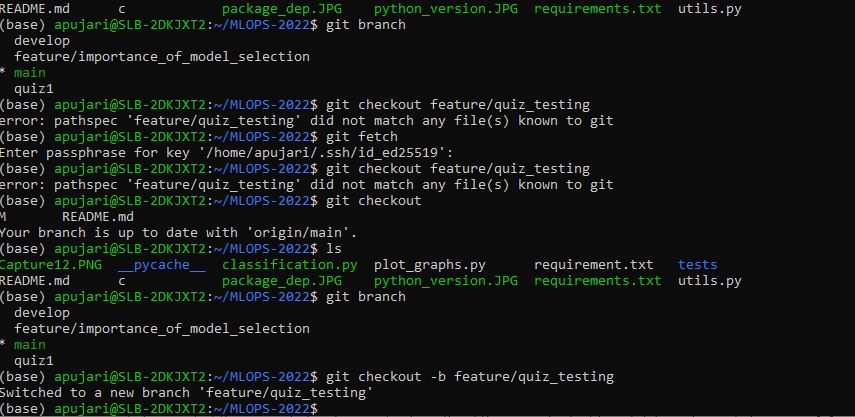 README.md c package_dep.JPG python_version.JPG requirements.txt utils.py
(base) apujari@SLB-2DKJXT2:~/MLOPS-2022$ git branch
develop
feature/importance_of_model_selection
* main
quiz1
(base) apujari@SLB-2DKJXT2:~/MLOPS-2022$ git checkout feature/quiz_testing
error: pathspec 'feature/quiz_testing' did not match any file(s) known to git
(base) apujari@SLB-2DKJXT2:~/MLOPS-2022$ git fetch
Enter passphrase for key '/home/apujari/.ssh/id_ed25519':
(base) apujari@SLB-2DKJXT2:~/MLOPS-2022$ git checkout feature/quiz_testing
error: pathspec 'feature/quiz_testing' did not match any file(s) known to git
(base) apujari@SLB-2DKJXT2:~/MLOPS-2022$ git checkout
M README.md
Your branch is up to date with 'origin/main'.
(base) apujari@SLB-2DKJXT2:~/MLOPS-2022$ ls
Capture12.PNG __pycache__ classification.py plot_graphs.py requirement.txt tests
README.md c package_dep.JPG python_version.JPG requirements.txt utils.py
(base) apujari@SLB-2DKJXT2:~/MLOPS-2022$ git branch
develop
feature/importance_of_model_selection
* main
quiz1
(base) apujari@SLB-2DKJXT2:~/MLOPS-2022$ git checkout -b feature/quiz_testing
Switched to a new branch 'feature/quiz_testing'
(base) apujari@SLB-2DKJXT2:~/MLOPS-2022$